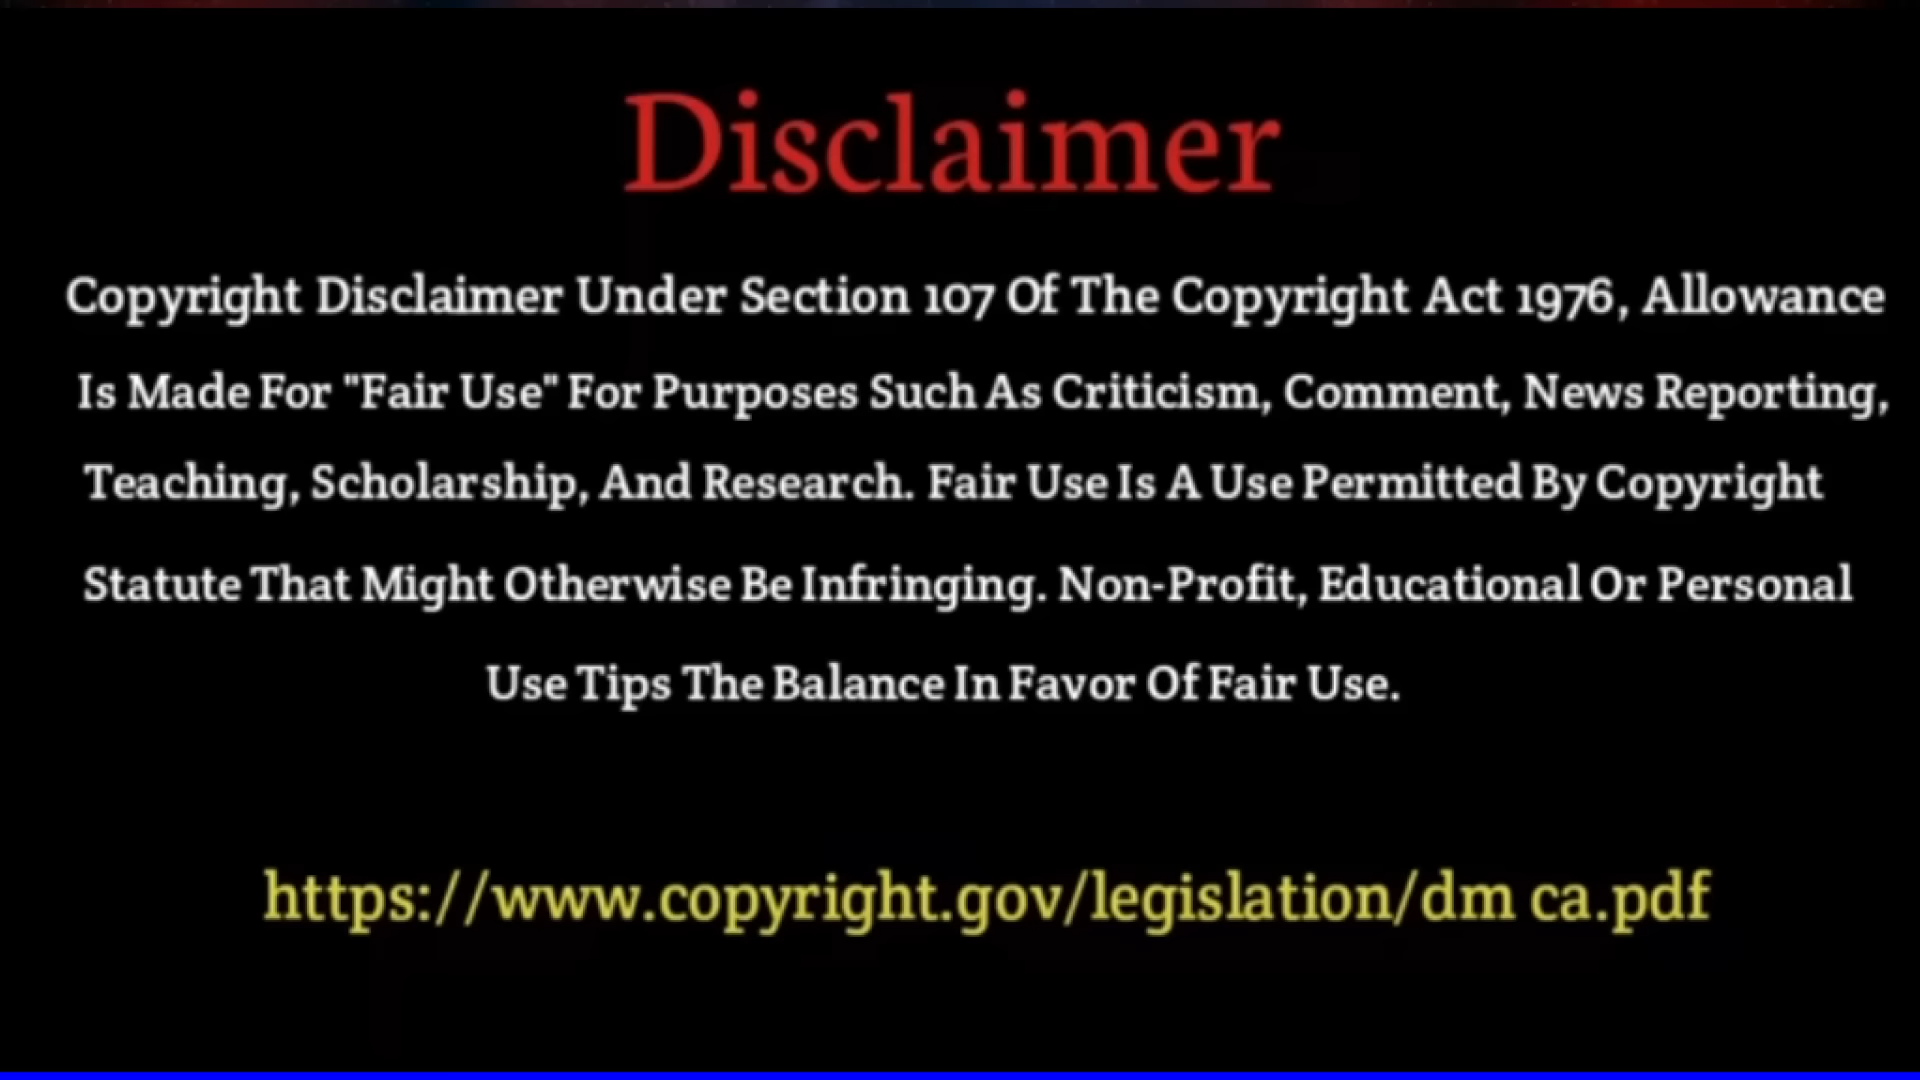 Disclaimer
Copyright Disclaimer Under Section 107 Of The Copyright Act 1976, Allowance
Is Made For "Fair Use" For Purposes Such As Criticism, Comment, News Reporting,
Teaching, Scholarship, And Research. Fair Use Is A Use Permitted By Copyright
Statute That Might Otherwise Be Infringing. Non-Profit, Educational Or Personal
Use Tips The Balance In Favor Of Fair Use.
https://www.copyright.gov/legislation/dm ca.pdf